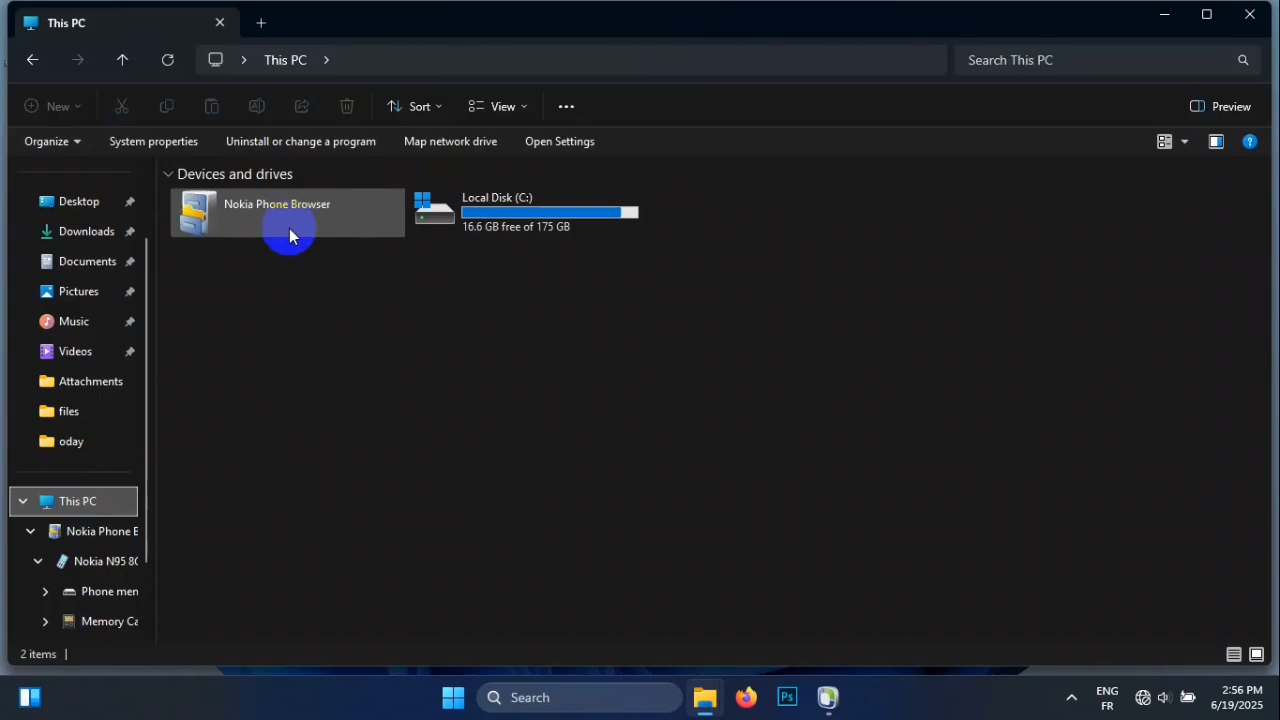 This PC
This PC
Search This PC
New
Sort
View
Preview
Organize
System properties
Uninstall or change a program
Map network drive
Open Settings
Devices and drives
Nokia Phone Browser
Local Disk (C:)
16.6 GB free of 175 GB
Desktop
Downloads
Documents
Pictures
Music
Videos
Attachments
files
oday
This PC
Nokia Phone B
Nokia N95 8G
Phone mem
Memory Ca
2 items
Search
Ps
ENG
FR
2:56 PM
6/19/2025